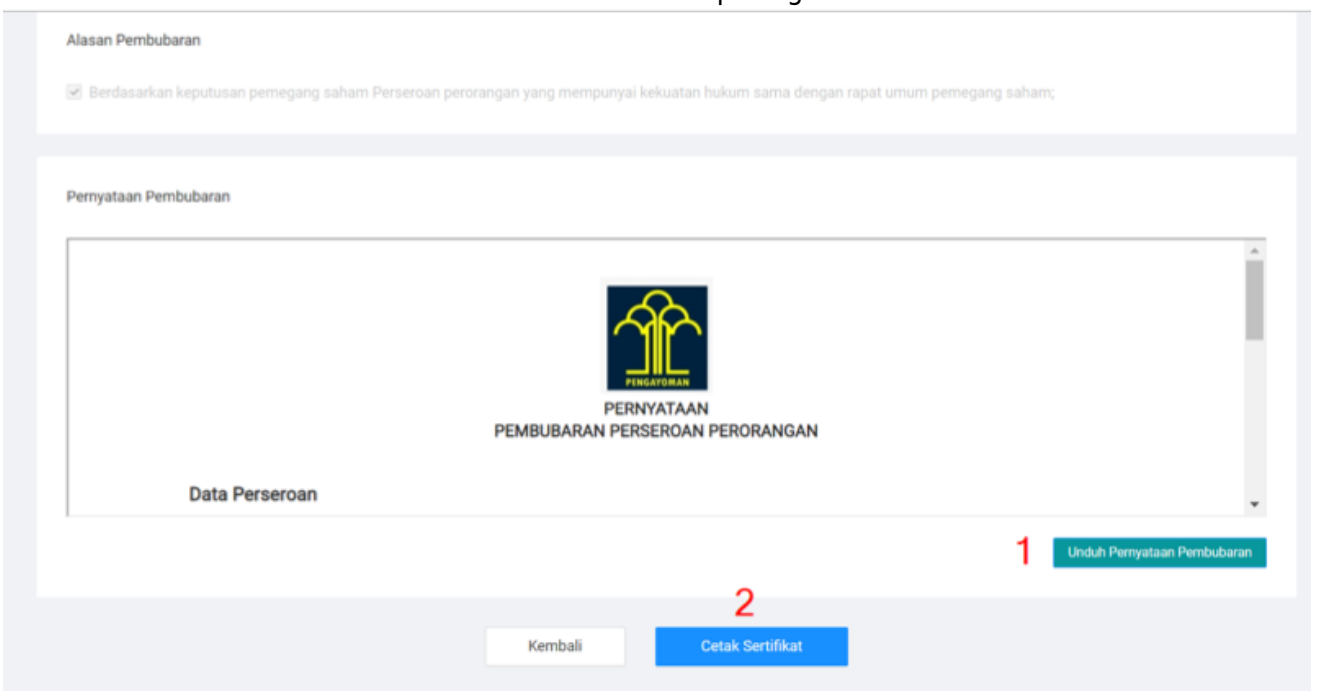 Alasan Pembubaran
Berdasarkan keputusan pemegang saham Perseroan perorangan yang mempunyai kekuatan hukum sama dengan rapat umum pemegang saham;
Pernyataan Pembubaran
PENGAYOMAN
PERNYATAAN
PEMBUBARAN PERSEROAN PERORANGAN
Data Perseroan
1 Unduh Pernyataan Pembubaran
2
Kembali Cetak Sertifikat